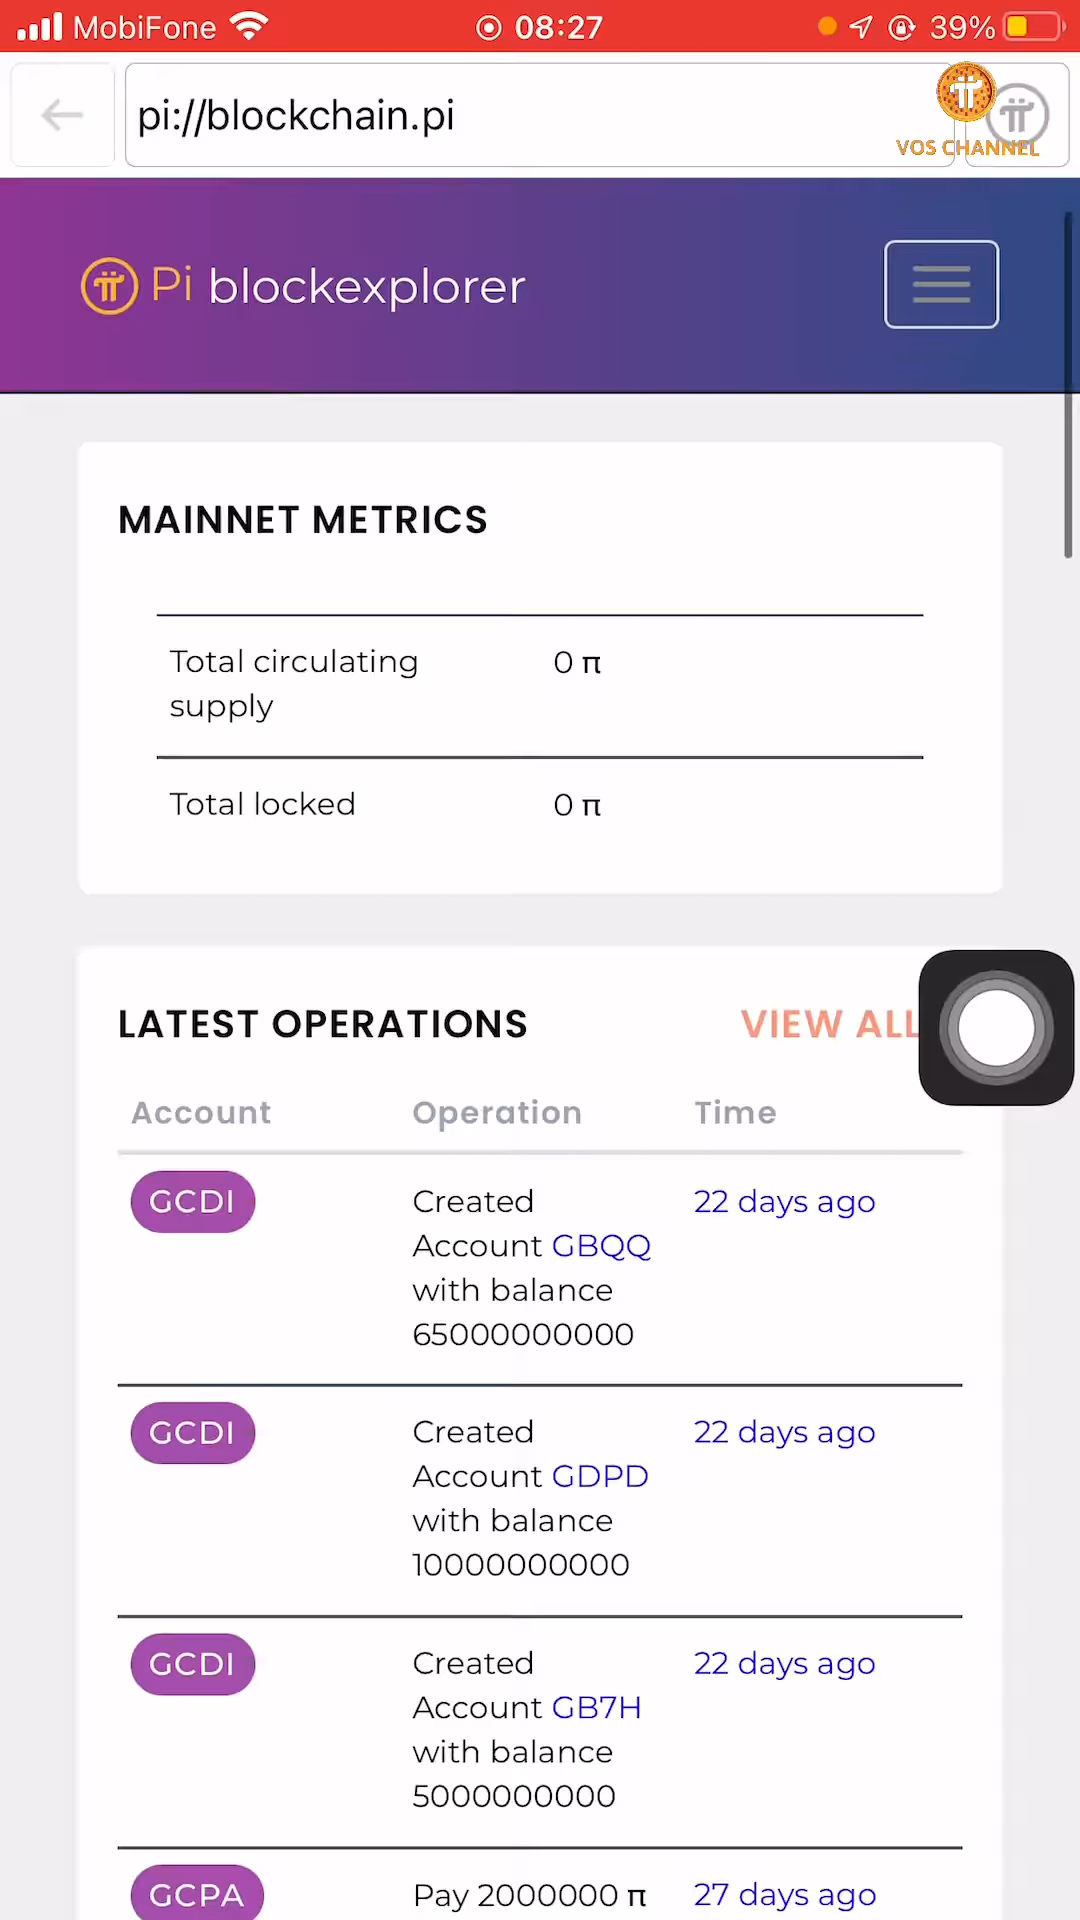 MobiFone 08:27 39%
pi://blockchain.pi
VOS CHANNEL
Pi blockexplorer
MAINNET METRICS
Total circulating supply 0 π
Total locked 0 π
LATEST OPERATIONS VIEW ALL
Account Operation Time
GCDI Created 22 days ago
Account GBQQ
with balance
65000000000
GCDI Created 22 days ago
Account GDPD
with balance
10000000000
GCDI Created 22 days ago
Account GB7H
with balance
5000000000
GCPA Pay 2000000 π 27 days ago